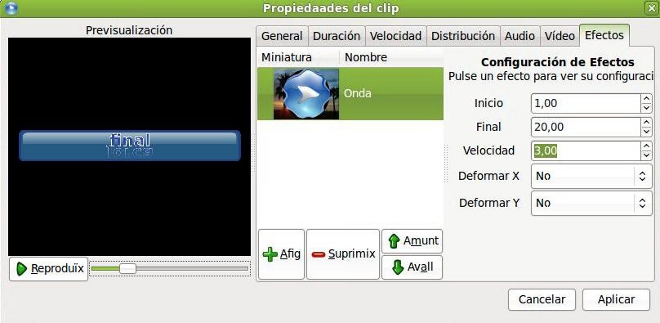 Propiedaades del clip
Previsualización
final
Reproduïx
General
Duración
Velocidad
Distribución
Audio
Vídeo
Efectos
Miniatura
Nombre
Onda
Afig
Suprimix
Amunt
Avall
Configuración de Efectos
Pulse un efecto para ver su configuraci
Inicio 1,00
Final 20,00
Velocidad 3,00
Deformar X No
Deformar Y No
Cancelar
Aplicar